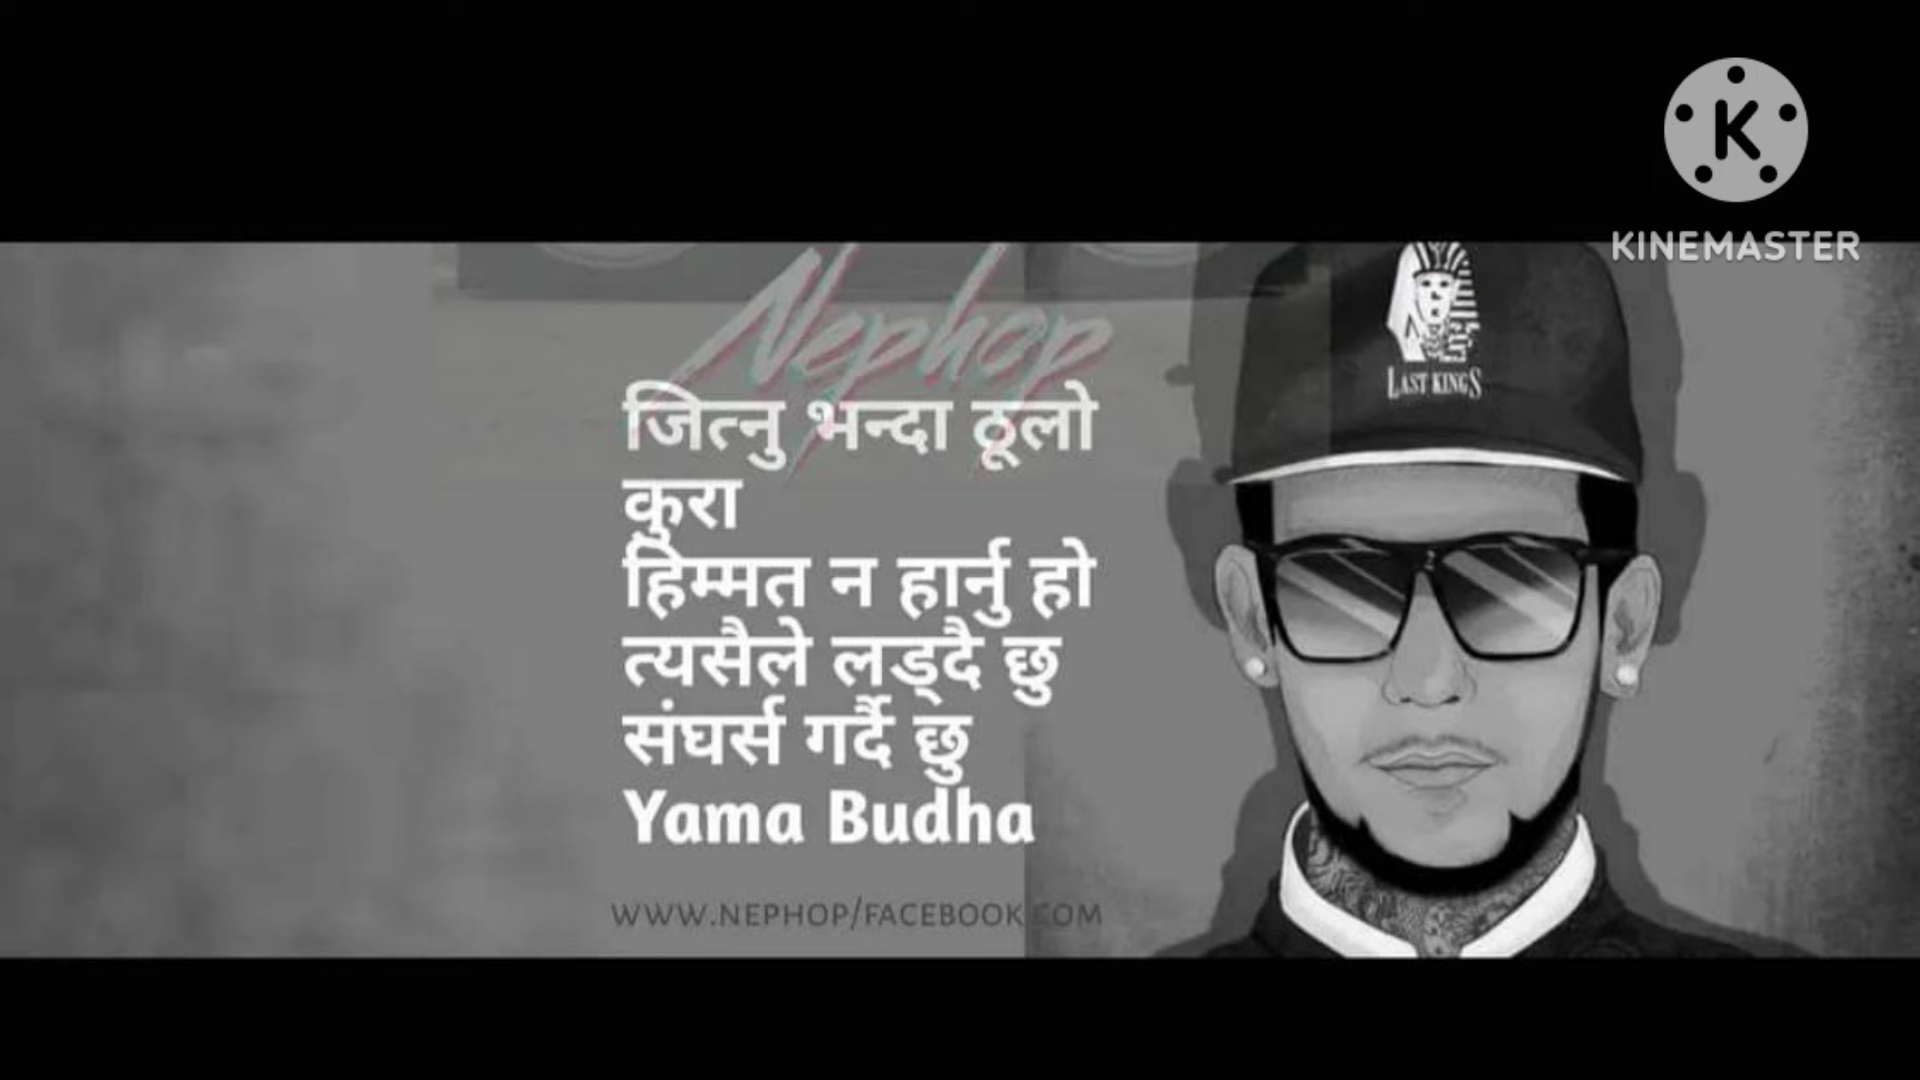 KINEMASTER
Nephop
LAST KINGS
जित्नु भन्दा ठूलो
कुरा
हिम्मत न हार्नु हो
त्यसैले लड्दै छु
संघर्स गर्दै छु
Yama Budha
WWW.NEPHOP/FACEBOOK.COM